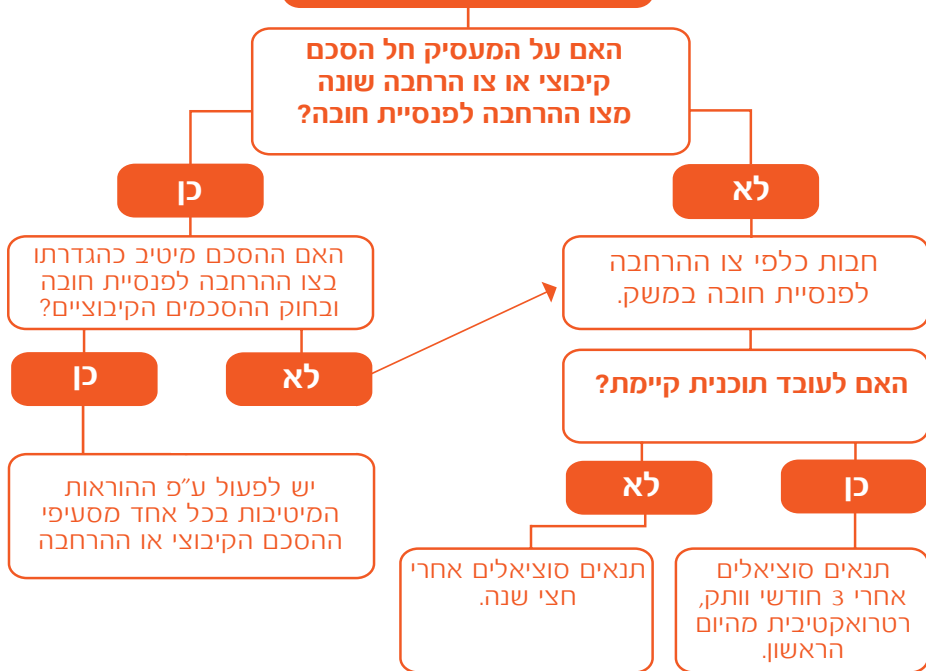 האם על המעסיק חל הסכם
קיבוצי או צו הרחבה שונה
מצו ההרחבה לפנסיית חובה?
כן
לא
האם ההסכם מיטיב כהגדרתו
בצו ההרחבה לפנסיית חובה
ובחוק ההסכמים הקיבוציים?
חבות כלפי צו ההרחבה
לפנסיית חובה במשק.
כן
לא
האם לעובד תוכנית קיימת?
יש לפעול ע״פ ההוראות
המיטיבות בכל אחד מסעיפי
ההסכם הקיבוצי או ההרחבה
לא
כן
תנאים סוציאלים אחרי
חצי שנה.
תנאים סוציאלים
אחרי 3 חודשי וותק,
רטרואקטיבית מהיום
הראשון.